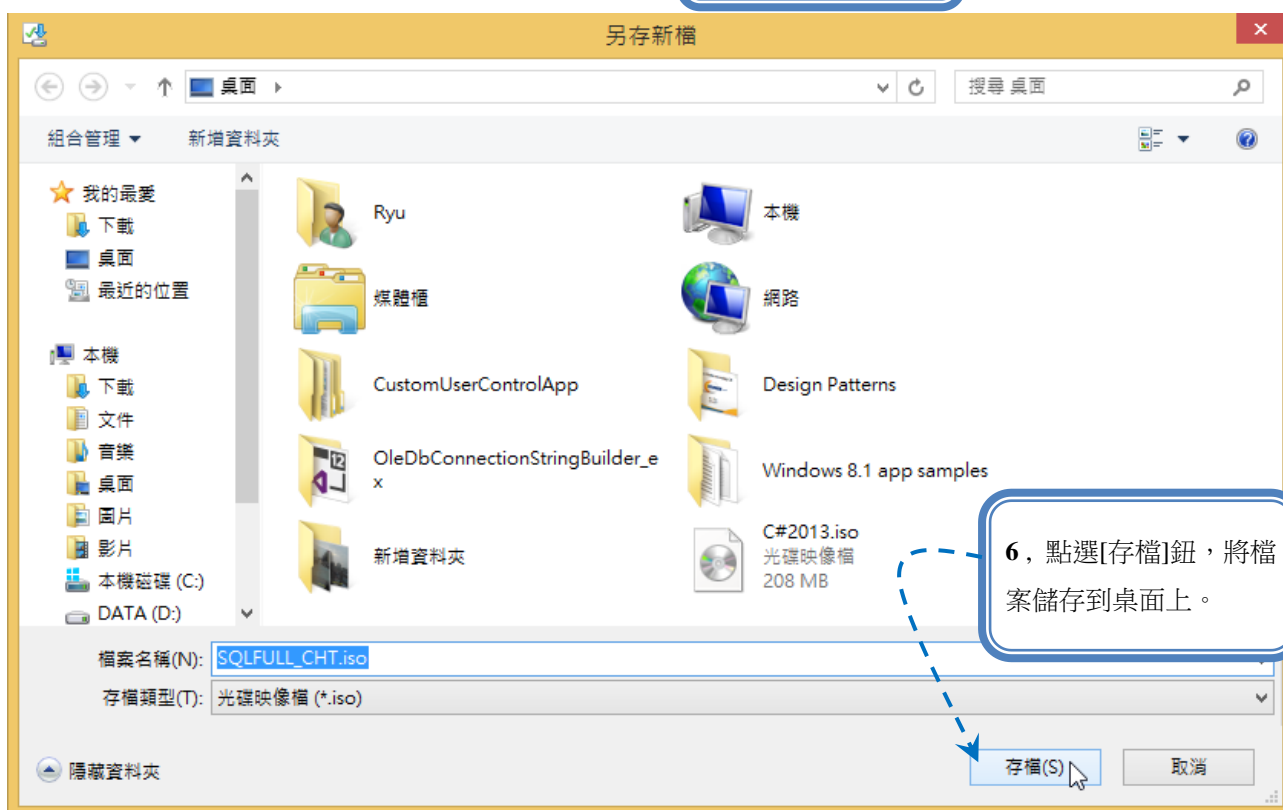 另存新檔
桌面
搜尋 桌面
組合管理
新增資料夾
我的最愛
下載
桌面
最近的位置
本機
下載
文件
音樂
桌面
圖片
影片
本機磁碟 (C:)
DATA (D:)
Ryu
本機
媒體櫃
網路
CustomUserControlApp
Design Patterns
OleDbConnectionStringBuilder_e
x
Windows 8.1 app samples
新增資料夾
C#2013.iso
光碟映像檔
208 MB
6 , 點選[存檔]鈕，將檔
案儲存到桌面上。
檔案名稱(N): SQLFULL_CHT.iso
存檔類型(T): 光碟映像檔 (*.iso)
隱藏資料夾
存檔(S)
取消